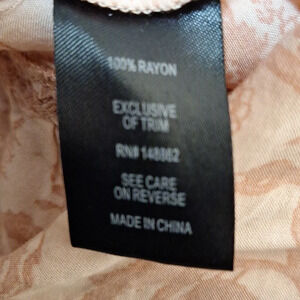 100% RAYON
EXCLUSIVE
OF TRIM
RN# 148862
SEE CARE
ON REVERSE
MADE IN CHINA